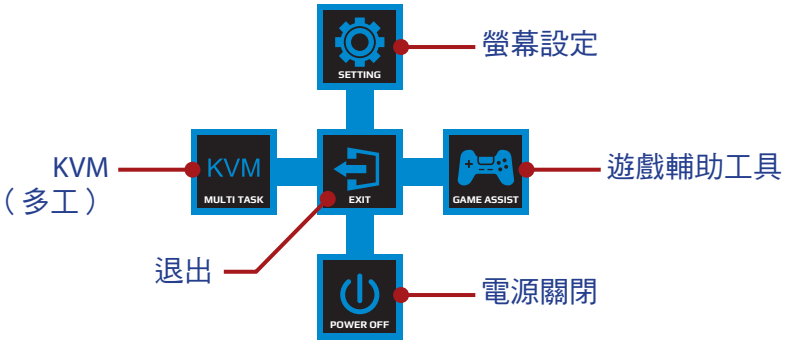 SETTING
螢幕設定
KVM
（多工）
KVM
MULTI TASK
EXIT
GAME ASSIST
遊戲輔助工具
退出
POWER OFF
電源關閉